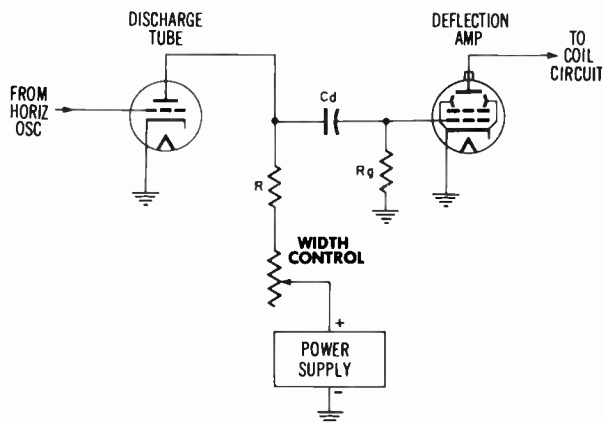 DISCHARGE
TUBE
DEFLECTION
AMP
TO
COIL
CIRCUIT
FROM
HORIZ
OSC
Cd
R
Rg
WIDTH
CONTROL
+
POWER
SUPPLY
-